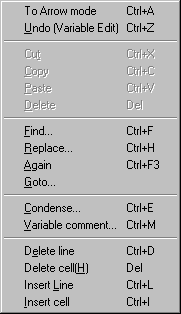 To Arrow mode Ctrl+A
Undo (Variable Edit) Ctrl+Z
Cut Ctrl+X
Copy Ctrl+C
Paste Ctrl+V
Delete Del
Find... Ctrl+F
Replace... Ctrl+H
Again Ctrl+F3
Goto...
Condense... Ctrl+E
Variable comment... Ctrl+M
Delete line Ctrl+D
Delete cell(H) Del
Insert Line Ctrl+L
Insert cell Ctrl+I